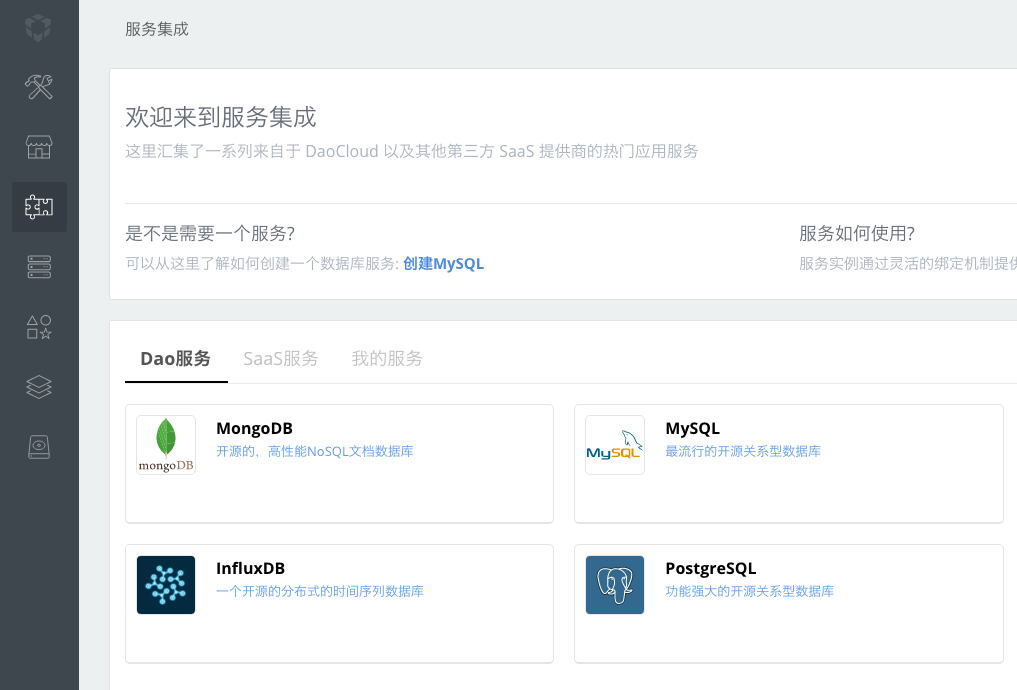 服务集成
欢迎来到服务集成
这里汇集了一系列来自于 DaoCloud 以及其他第三方 SaaS 提供商的热门应用服务
是不是需要一个服务?
可以从这里了解如何创建一个数据库服务: 创建MySQL
服务如何使用?
服务实例通过灵活的绑定机制提供
Dao服务 SaaS服务 我的服务
mongoDB
MongoDB
开源的，高性能NoSQL文档数据库
MySQL
MySQL
最流行的开源关系型数据库
InfluxDB
一个开源的分布式的时间序列数据库
PostgreSQL
功能强大的开源关系型数据库